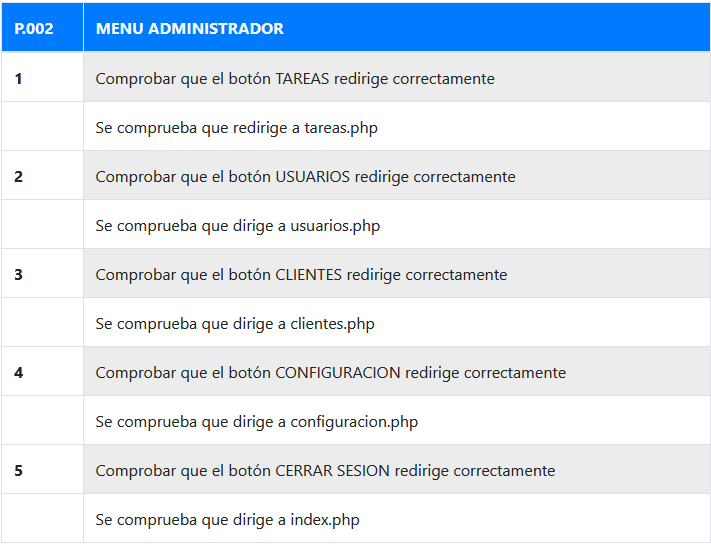 P.002 MENU ADMINISTRADOR
1 Comprobar que el botón TAREAS redirige correctamente
Se comprueba que redirige a tareas.php
2 Comprobar que el botón USUARIOS redirige correctamente
Se comprueba que dirige a usuarios.php
3 Comprobar que el botón CLIENTES redirige correctamente
Se comprueba que dirige a clientes.php
4 Comprobar que el botón CONFIGURACION redirige correctamente
Se comprueba que dirige a configuracion.php
5 Comprobar que el botón CERRAR SESION redirige correctamente
Se comprueba que dirige a index.php